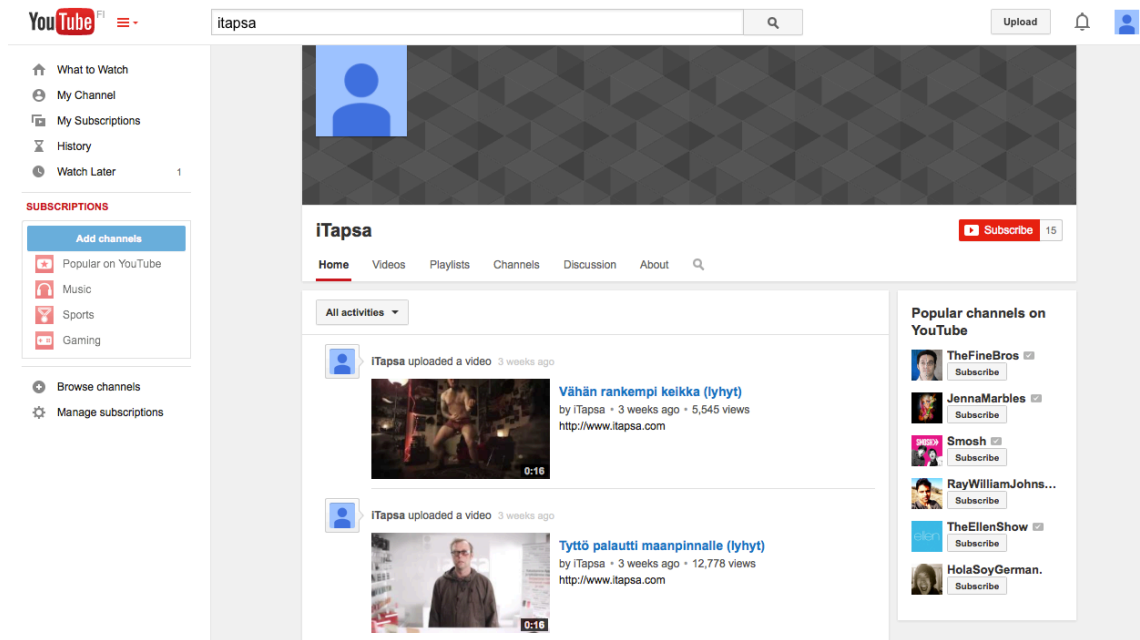 YouTube FI
itapsa
Upload
What to Watch
My Channel
My Subscriptions
History
Watch Later 1
SUBSCRIPTIONS
Add channels
Popular on YouTube
Music
Sports
Gaming
Browse channels
Manage subscriptions
iTapsa
Subscribe 15
Home Videos Playlists Channels Discussion About
All activities
iTapsa uploaded a video 3 weeks ago
0:16
Vähän rankempi keikka (lyhyt)
by iTapsa • 3 weeks ago • 5,545 views
http://www.itapsa.com
iTapsa uploaded a video 3 weeks ago
0:16
Tyttö palautti maanpinnalle (lyhyt)
by iTapsa • 3 weeks ago • 12,778 views
http://www.itapsa.com
Popular channels on
YouTube
TheFineBros
Subscribe
JennaMarbles
Subscribe
SMOSH
Smosh
Subscribe
RayWilliamJohns...
Subscribe
ellen
TheEllenShow
Subscribe
HolaSoyGerman.
Subscribe